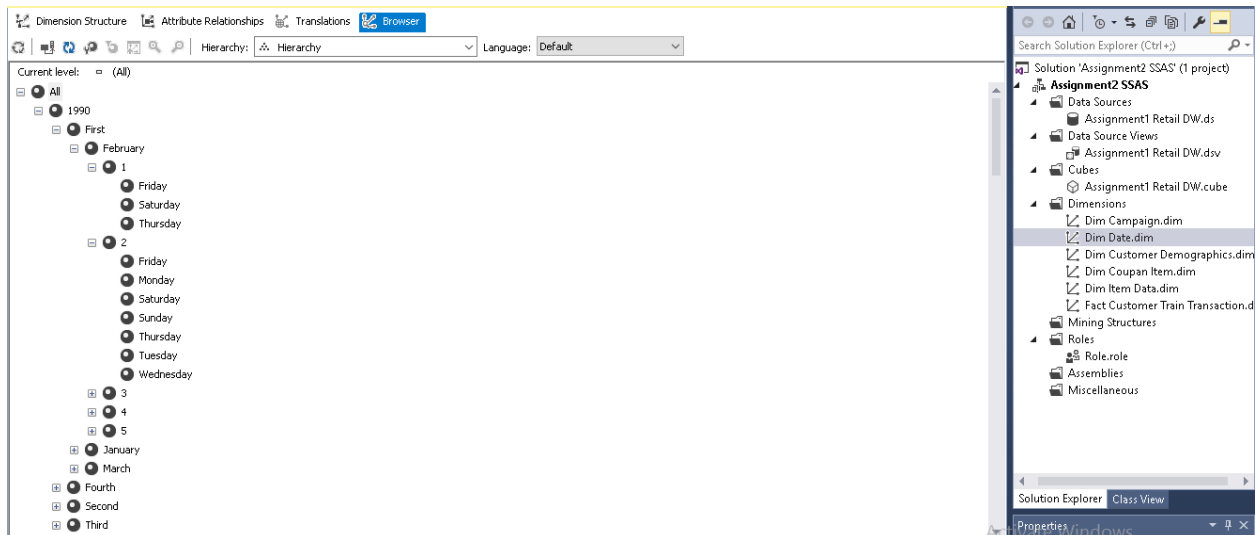 Dimension Structure Attribute Relationships Translations Browser
Hierarchy: Hierarchy Language: Default
Current level: (All)
All
1990
First
February
1
Friday
Saturday
Thursday
2
Friday
Monday
Saturday
Sunday
Thursday
Tuesday
Wednesday
3
4
5
January
March
Fourth
Second
Third
Search Solution Explorer (Ctrl+;)
Solution 'Assignment2 SSAS' (1 project)
Assignment2 SSAS
Data Sources
Assignment1 Retail DW.ds
Data Source Views
Assignment1 Retail DW.dsv
Cubes
Assignment1 Retail DW.cube
Dimensions
Dim Campaign.dim
Dim Date.dim
Dim Customer Demographics.dim
Dim Coupan Item.dim
Dim Item Data.dim
Fact Customer Train Transaction.d
Mining Structures
Roles
Role.role
Assemblies
Miscellaneous
Solution Explorer Class View
Properties
Activate Windows